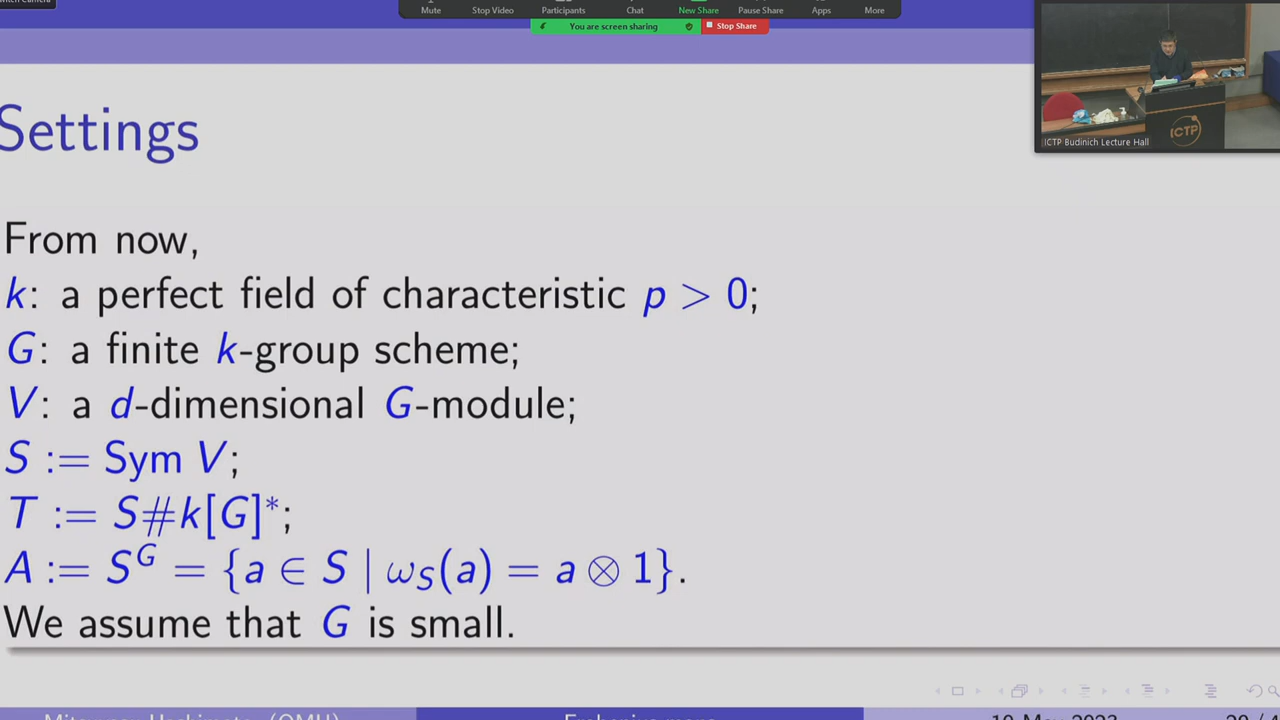 Mute Stop Video Participants Chat New Share Pause Share Apps More
You are screen sharing Stop Share
ICTP
ICTP Budinich Lecture Hall
Settings
From now,
k: a perfect field of characteristic p > 0;
G: a finite k-group scheme;
V: a d-dimensional G-module;
S := Sym V;
T := S#k[G]*;
A := S^G = {a ∈ S | ω_S(a) = a ⊗ 1}.
We assume that G is small.